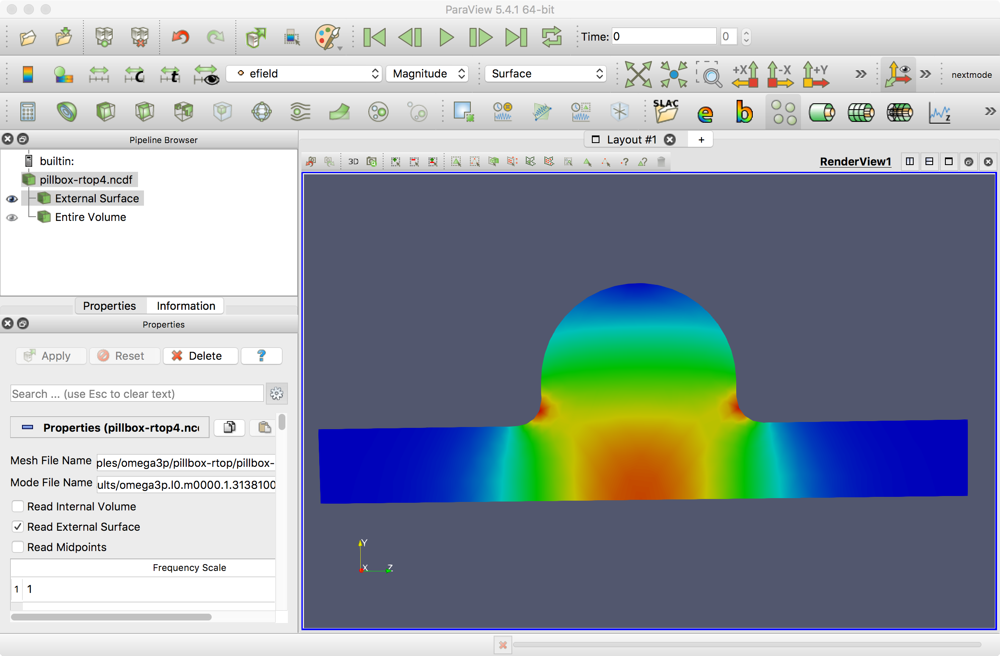 ParaView 5.4.1 64-bit
Time: 0 0
C t efield Magnitude Surface +X -X +Y nextmode
SLAC e b z
Pipeline Browser
Layout #1 +
builtin:
3D ? ? RenderView1
pillbox-rtop4.ncdf
External Surface
Entire Volume
Properties Information
Properties
Apply Reset Delete ?
Search ... (use Esc to clear text)
Properties (pillbox-rtop4.nc
Mesh File Name ples/omega3p/pillbox-rtop/pillbox-
Mode File Name ults/omega3p.l0.m0000.1.3138100
Read Internal Volume
Read External Surface
Read Midpoints
Frequency Scale
1 1
Y
X Z